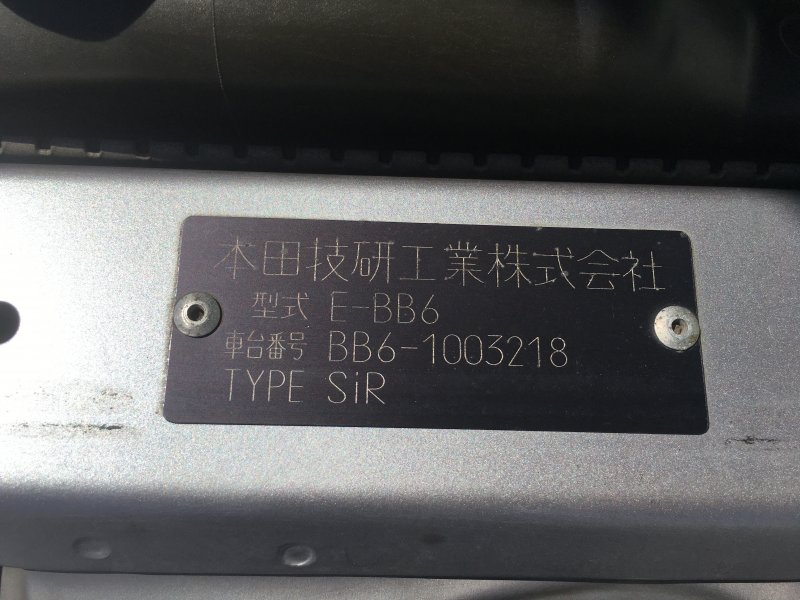 本田技研工業株式会社
型式 E-BB6
車台番号 BB6-1003218
TYPE SiR